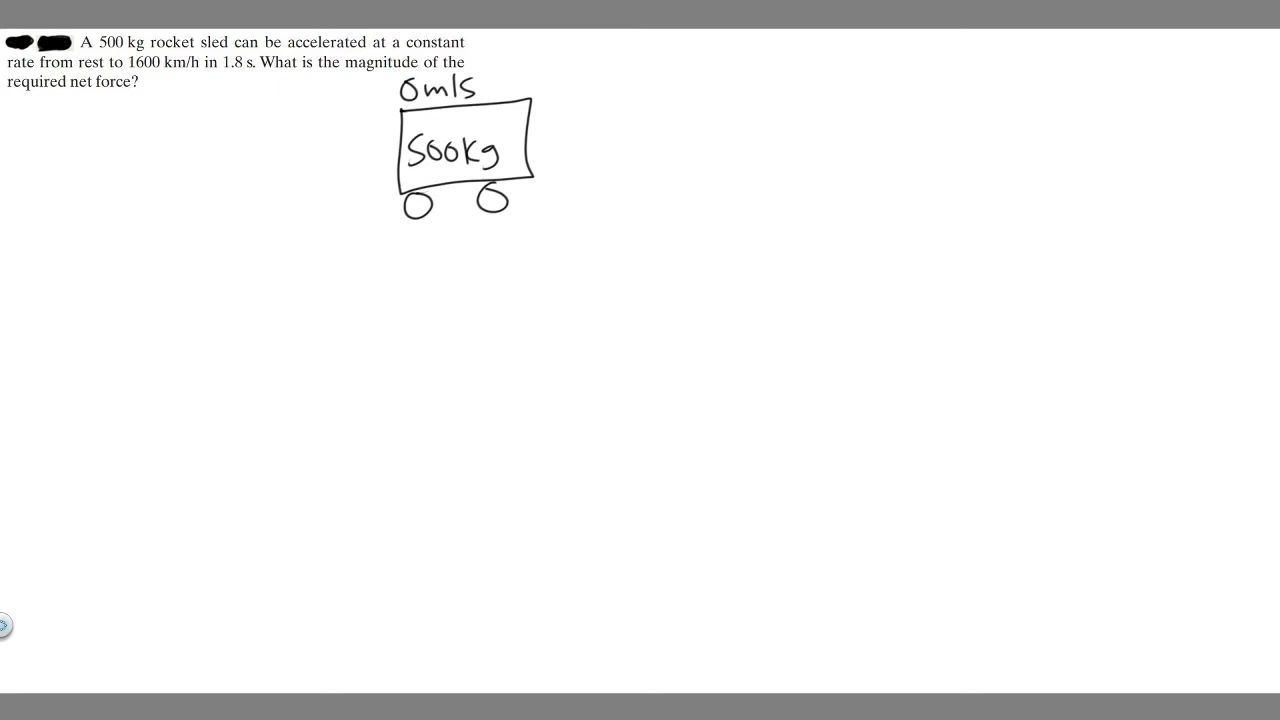 A 500 kg rocket sled can be accelerated at a constant
rate from rest to 1600 km/h in 1.8 s. What is the magnitude of the
required net force?
0 m/s
500kg